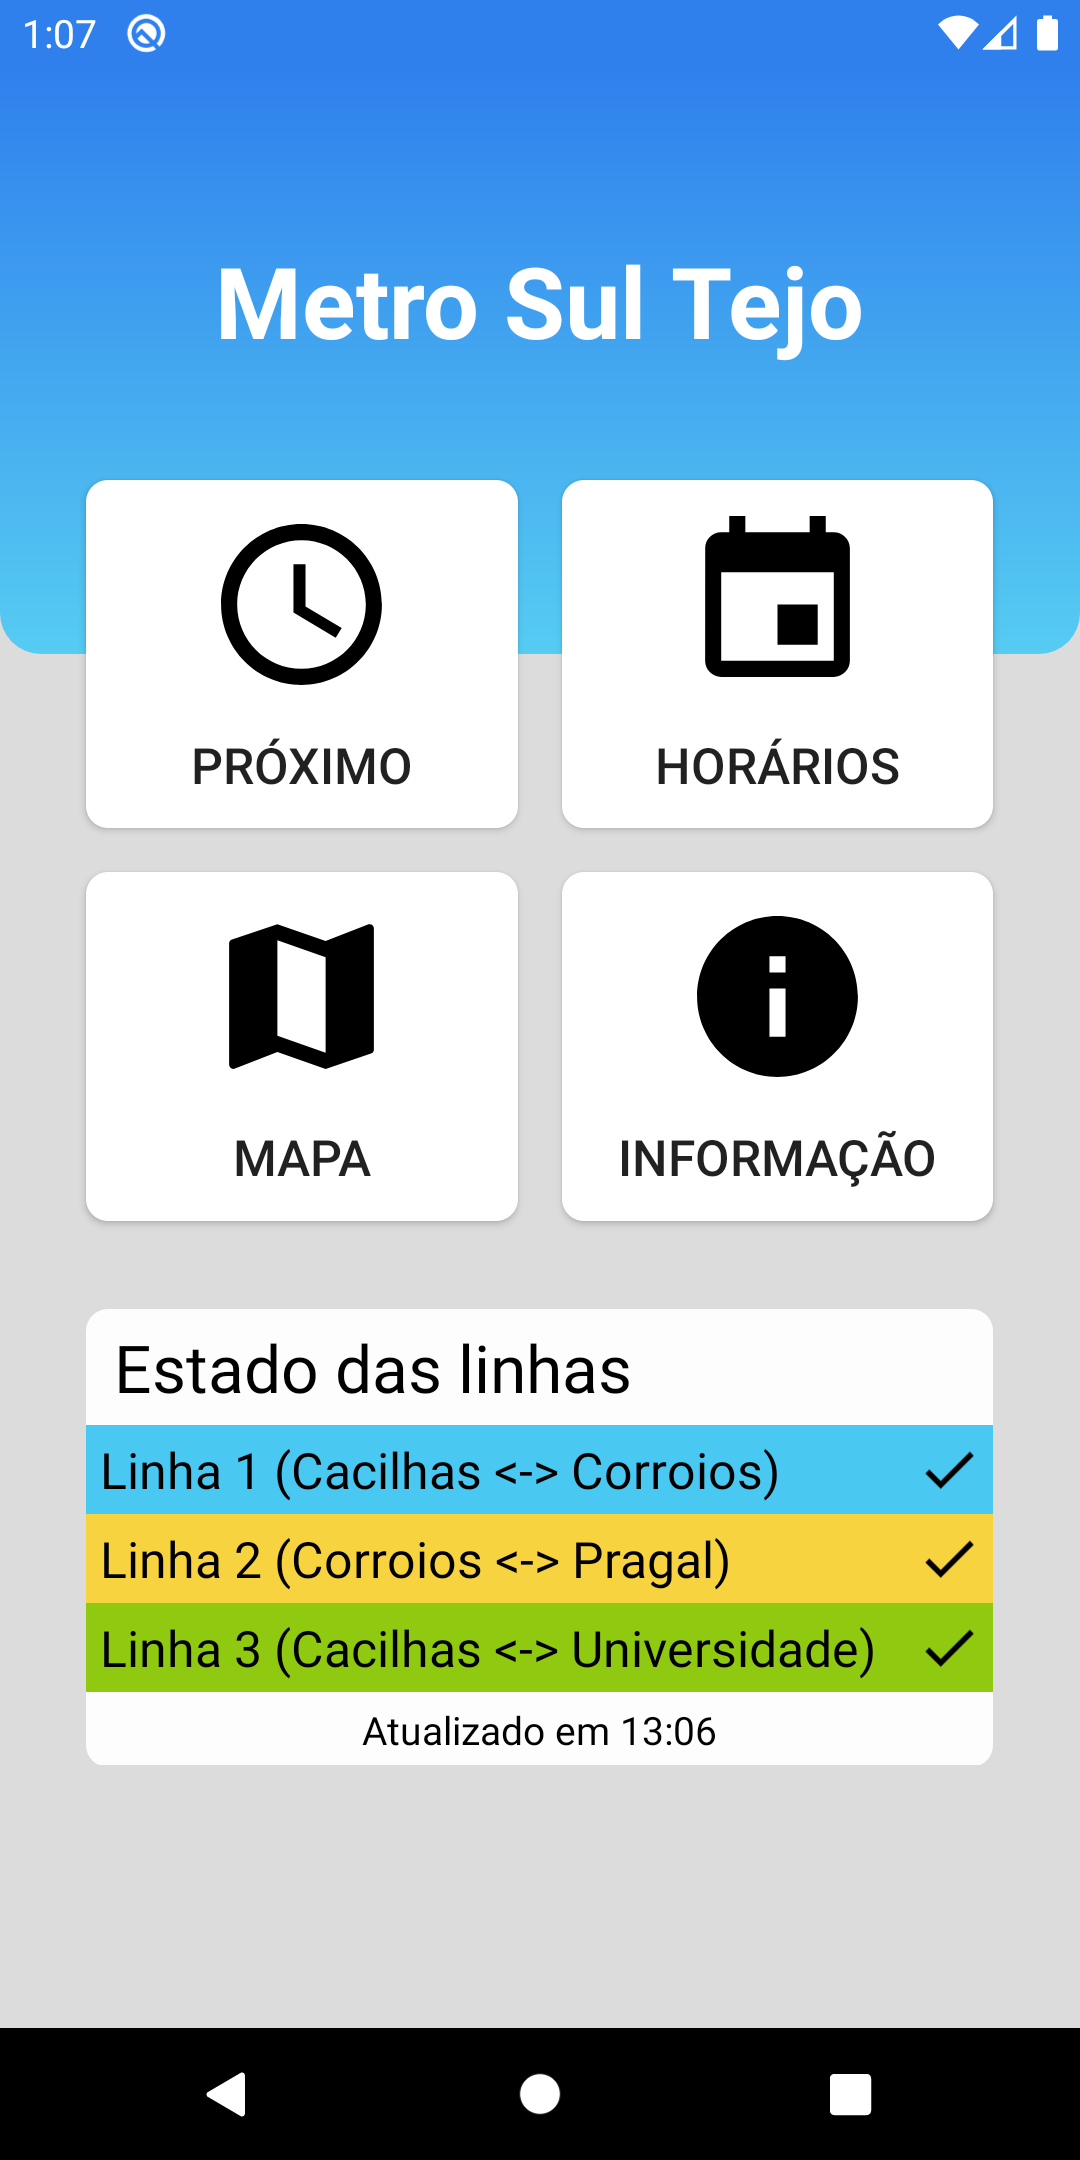 1:07
Metro Sul Tejo
PRÓXIMO
HORÁRIOS
MAPA
INFORMAÇÃO
Estado das linhas
Linha 1 (Cacilhas <-> Corroios)
Linha 2 (Corroios <-> Pragal)
Linha 3 (Cacilhas <-> Universidade)
Atualizado em 13:06